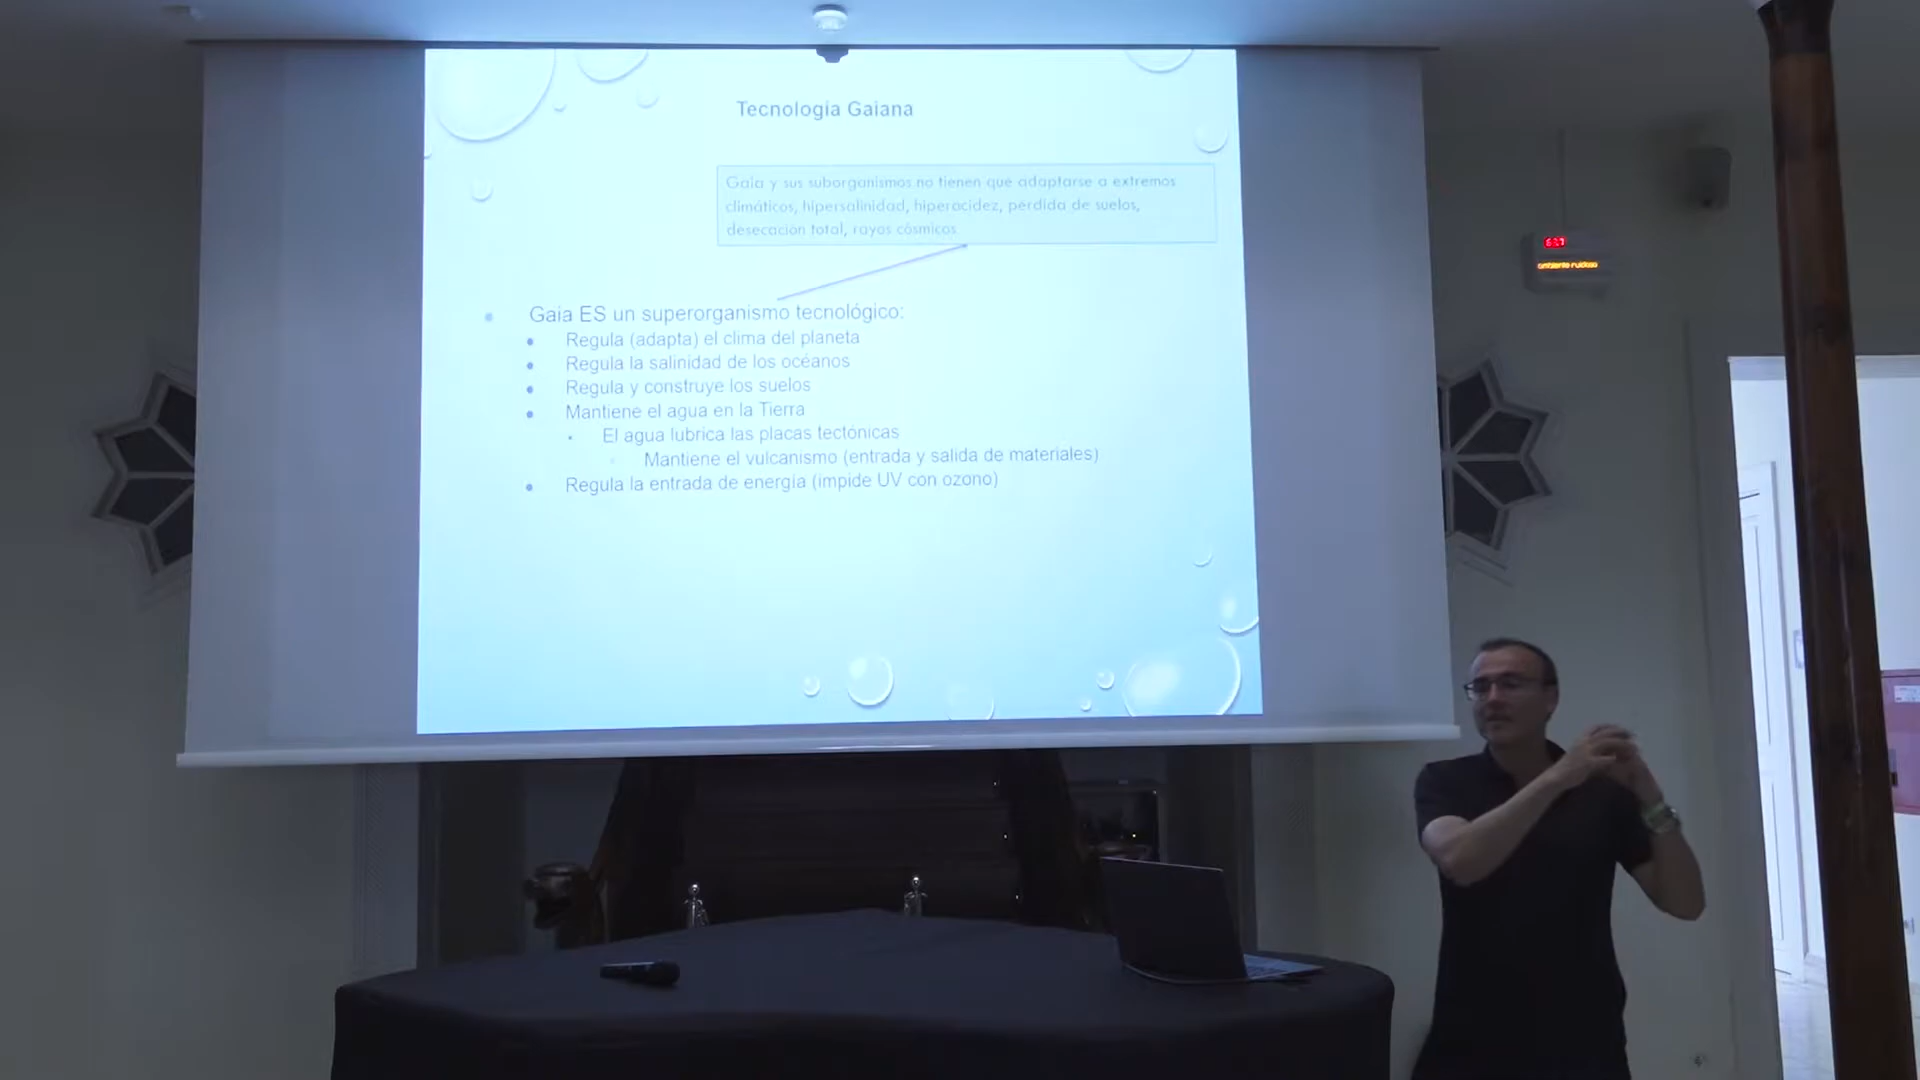 Tecnología Gaiana
Gaia y sus suborganismos no tienen que adaptarse a extremos
climáticos, hipersalinidad, hiperacidez, pérdida de suelos,
desecación total, rayos cósmicos
Gaia ES un superorganismo tecnológico:
Regula (adapta) el clima del planeta
Regula la salinidad de los océanos
Regula y construye los suelos
Mantiene el agua en la Tierra
El agua lubrica las placas tectónicas
Mantiene el vulcanismo (entrada y salida de materiales)
Regula la entrada de energía (impide UV con ozono)
ambiente ruidoso